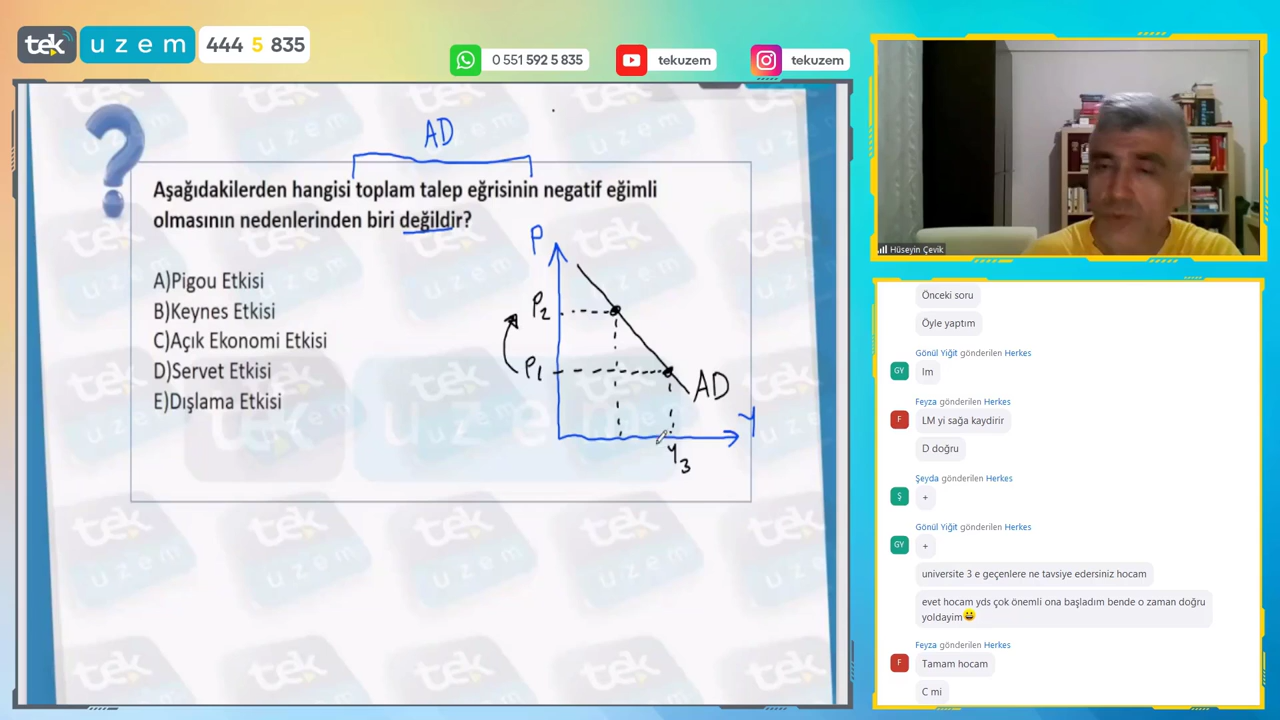 tek uzem 444 5 835
0 551 592 5 835
tekuzem
tekuzem
AD
Aşağıdakilerden hangisi toplam talep eğrisinin negatif eğimli
olmasının nedenlerinden biri değildir?
A)Pigou Etkisi
B)Keynes Etkisi
C)Açık Ekonomi Etkisi
D)Servet Etkisi
E)Dışlama Etkisi
P
P2
P1
AD
Y
Y3
Hüseyin Çevik
Önceki soru
Öyle yaptım
Gönül Yiğit gönderilen Herkes
GY
lm
Feyza gönderilen Herkes
F
LM yi sağa kaydirir
D doğru
Şeyda gönderilen Herkes
Ş
+
Gönül Yiğit gönderilen Herkes
GY
+
universite 3 e geçenlere ne tavsiye edersiniz hocam
evet hocam yds çok önemli ona başladım bende o zaman doğru
yoldayim😀
Feyza gönderilen Herkes
F
Tamam hocam
C mi